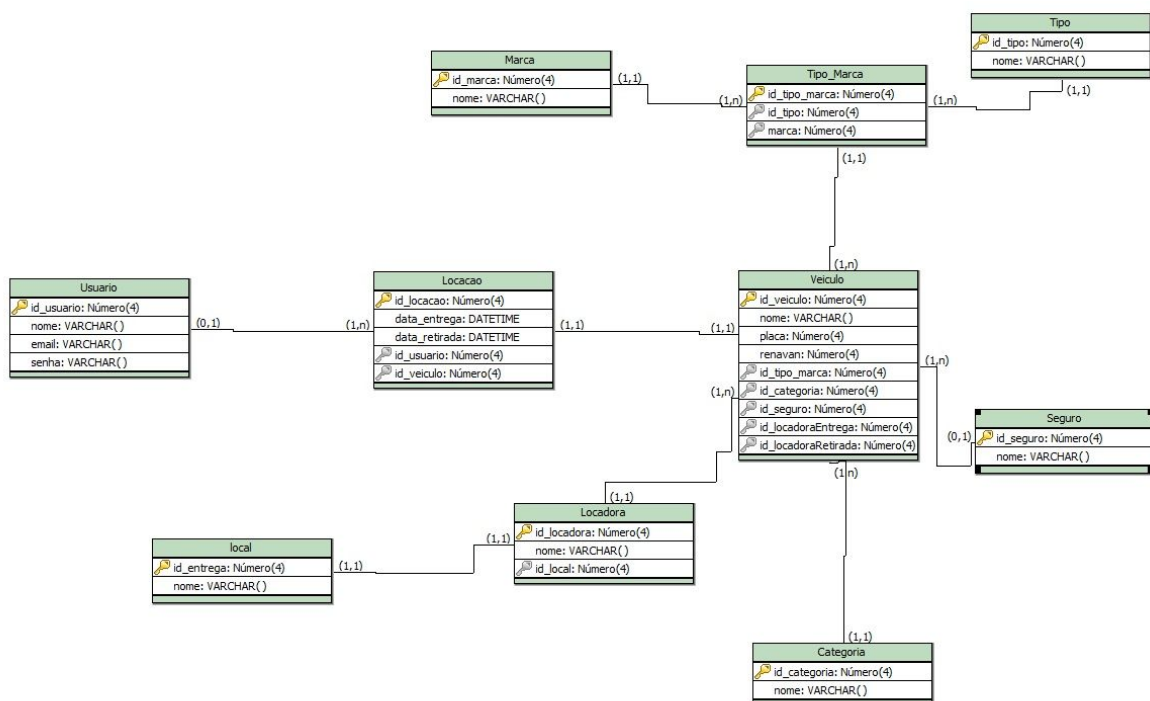 Tipo
id_tipo: Número(4)
nome: VARCHAR()
(1,1)
Marca
id_marca: Número(4)
nome: VARCHAR()
(1,1)
Tipo_Marca
id_tipo_marca: Número(4)
id_tipo: Número(4)
marca: Número(4)
(1,n)
(1,n)
(1,1)
Usuario
id_usuario: Número(4)
nome: VARCHAR()
email: VARCHAR()
senha: VARCHAR()
(0,1)
Locacao
id_locacao: Número(4)
data_entrega: DATETIME
data_retirada: DATETIME
id_usuario: Número(4)
id_veiculo: Número(4)
(1,n)
(1,1)
(1,n)
Veiculo
id_veiculo: Número(4)
nome: VARCHAR()
placa: Número(4)
renavan: Número(4)
id_tipo_marca: Número(4)
id_categoria: Número(4)
id_seguro: Número(4)
id_locadoraEntrega: Número(4)
id_locadoraRetirada: Número(4)
(1,1)
(1,n)
(1,n)
(1,n)
Seguro
id_seguro: Número(4)
nome: VARCHAR()
(0,1)
(1,1)
Locadora
id_locadora: Número(4)
nome: VARCHAR()
id_local: Número(4)
(1,1)
local
id_entrega: Número(4)
nome: VARCHAR()
(1,1)
(1,1)
Categoria
id_categoria: Número(4)
nome: VARCHAR()